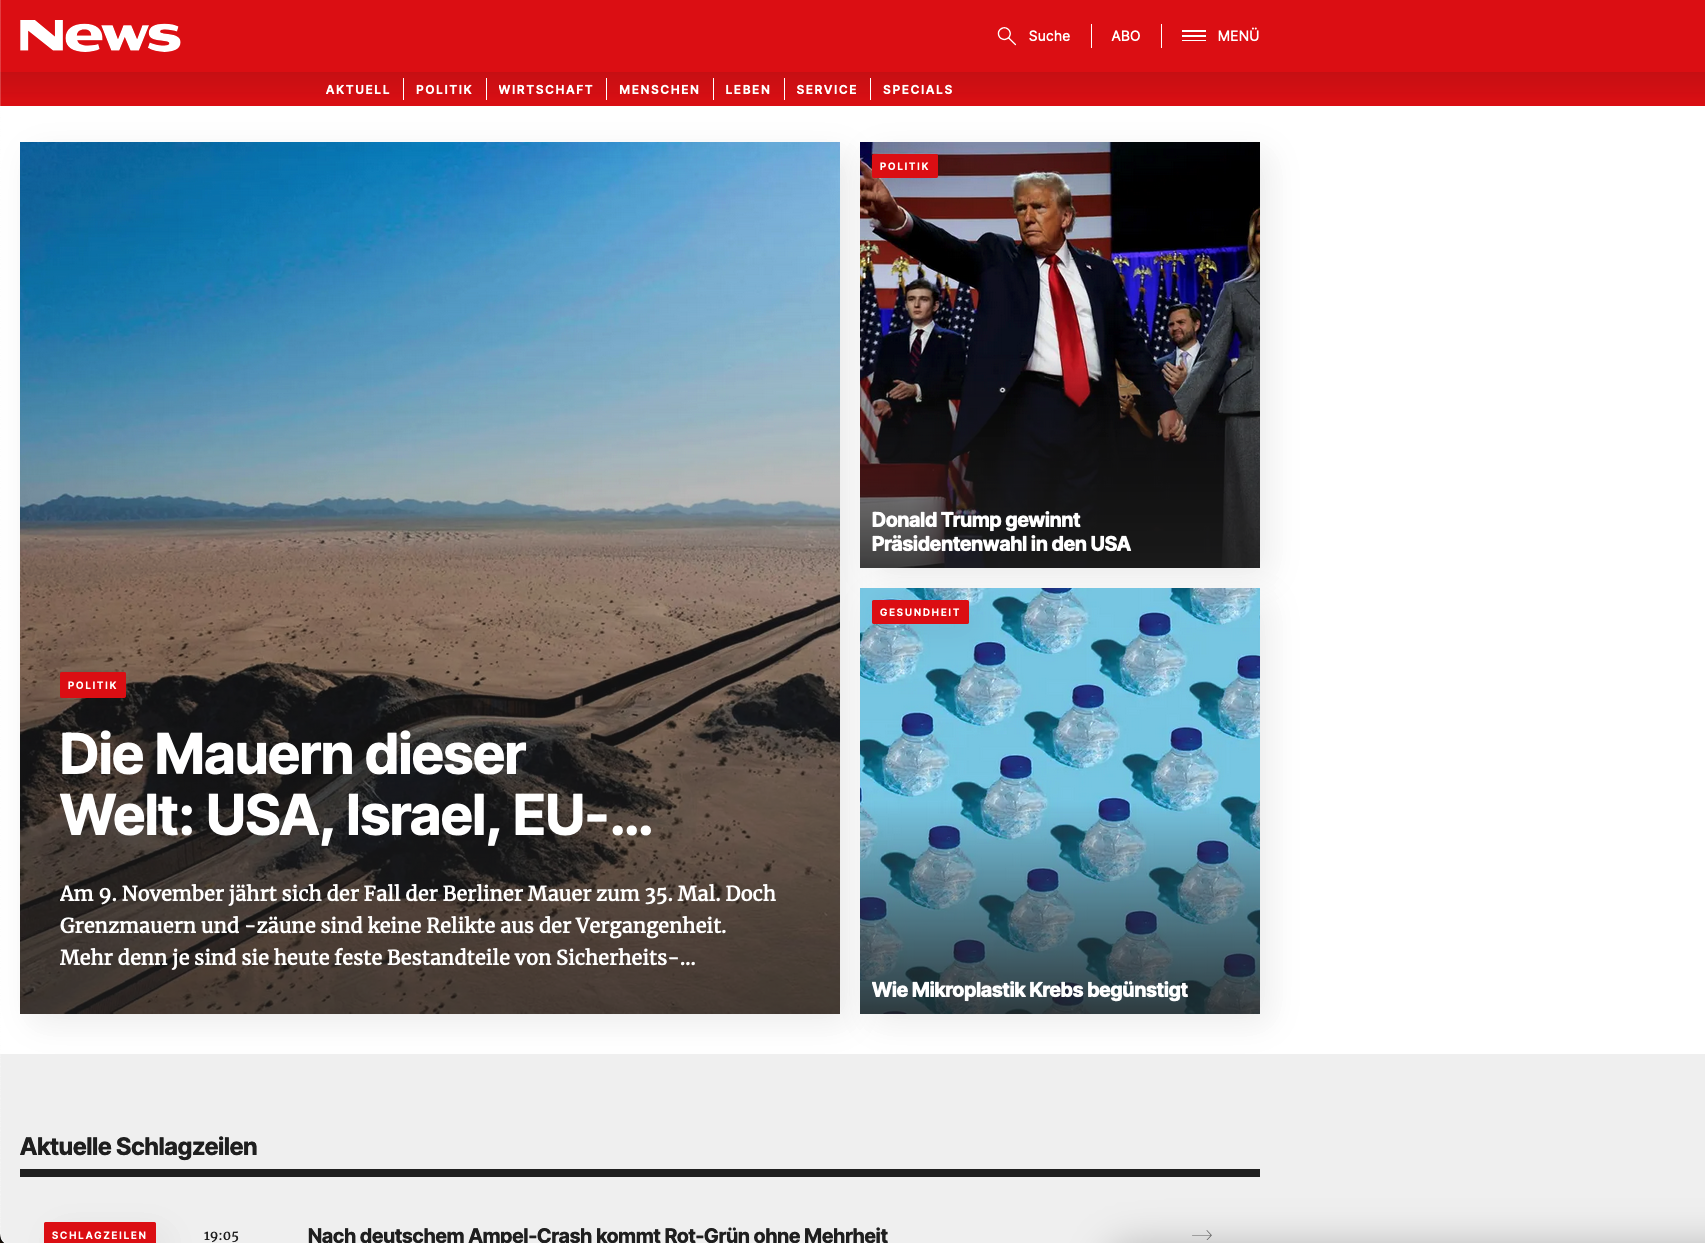 News
Suche
ABO
MENÜ
AKTUELL
POLITIK
WIRTSCHAFT
MENSCHEN
LEBEN
SERVICE
SPECIALS
POLITIK
Die Mauern dieser
Welt: USA, Israel, EU-...
Am 9. November jährt sich der Fall der Berliner Mauer zum 35. Mal. Doch
Grenzmauern und -zäune sind keine Relikte aus der Vergangenheit.
Mehr denn je sind sie heute feste Bestandteile von Sicherheits-...
POLITIK
Donald Trump gewinnt
Präsidentenwahl in den USA
GESUNDHEIT
Wie Mikroplastik Krebs begünstigt
Aktuelle Schlagzeilen
SCHLAGZEILEN
19:05
Nach deutschem Ampel-Crash kommt Rot-Grün ohne Mehrheit